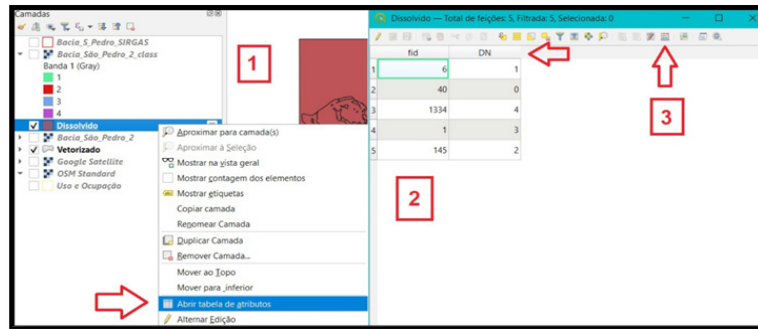 Camadas
Bacia_S_Pedro_SIRGAS
Bacia_São_Pedro_2_class
Banda 1 (Gray)
1
2
3
4
Dissolvido
Bacia_São_Pedro_2
Vetorizado
Google Satellite
OSM Standard
Uso e Ocupação
1
Aproximar para camada(s)
Aproximar à Seleção
Mostrar na vista geral
Mostrar contagem dos elementos
Mostrar etiquetas
Copiar camada
Renomear Camada
Duplicar Camada
Remover Camada...
Mover ao Topo
Mover para _inferior
Abrir tabela de atributos
Alternar Edição
Dissolvido — Total de feições: 5, Filtrada: 5, Selecionada: 0
fid DN
1 6 1
2 40 0
3 1334 4
4 1 3
5 145 2
2
3